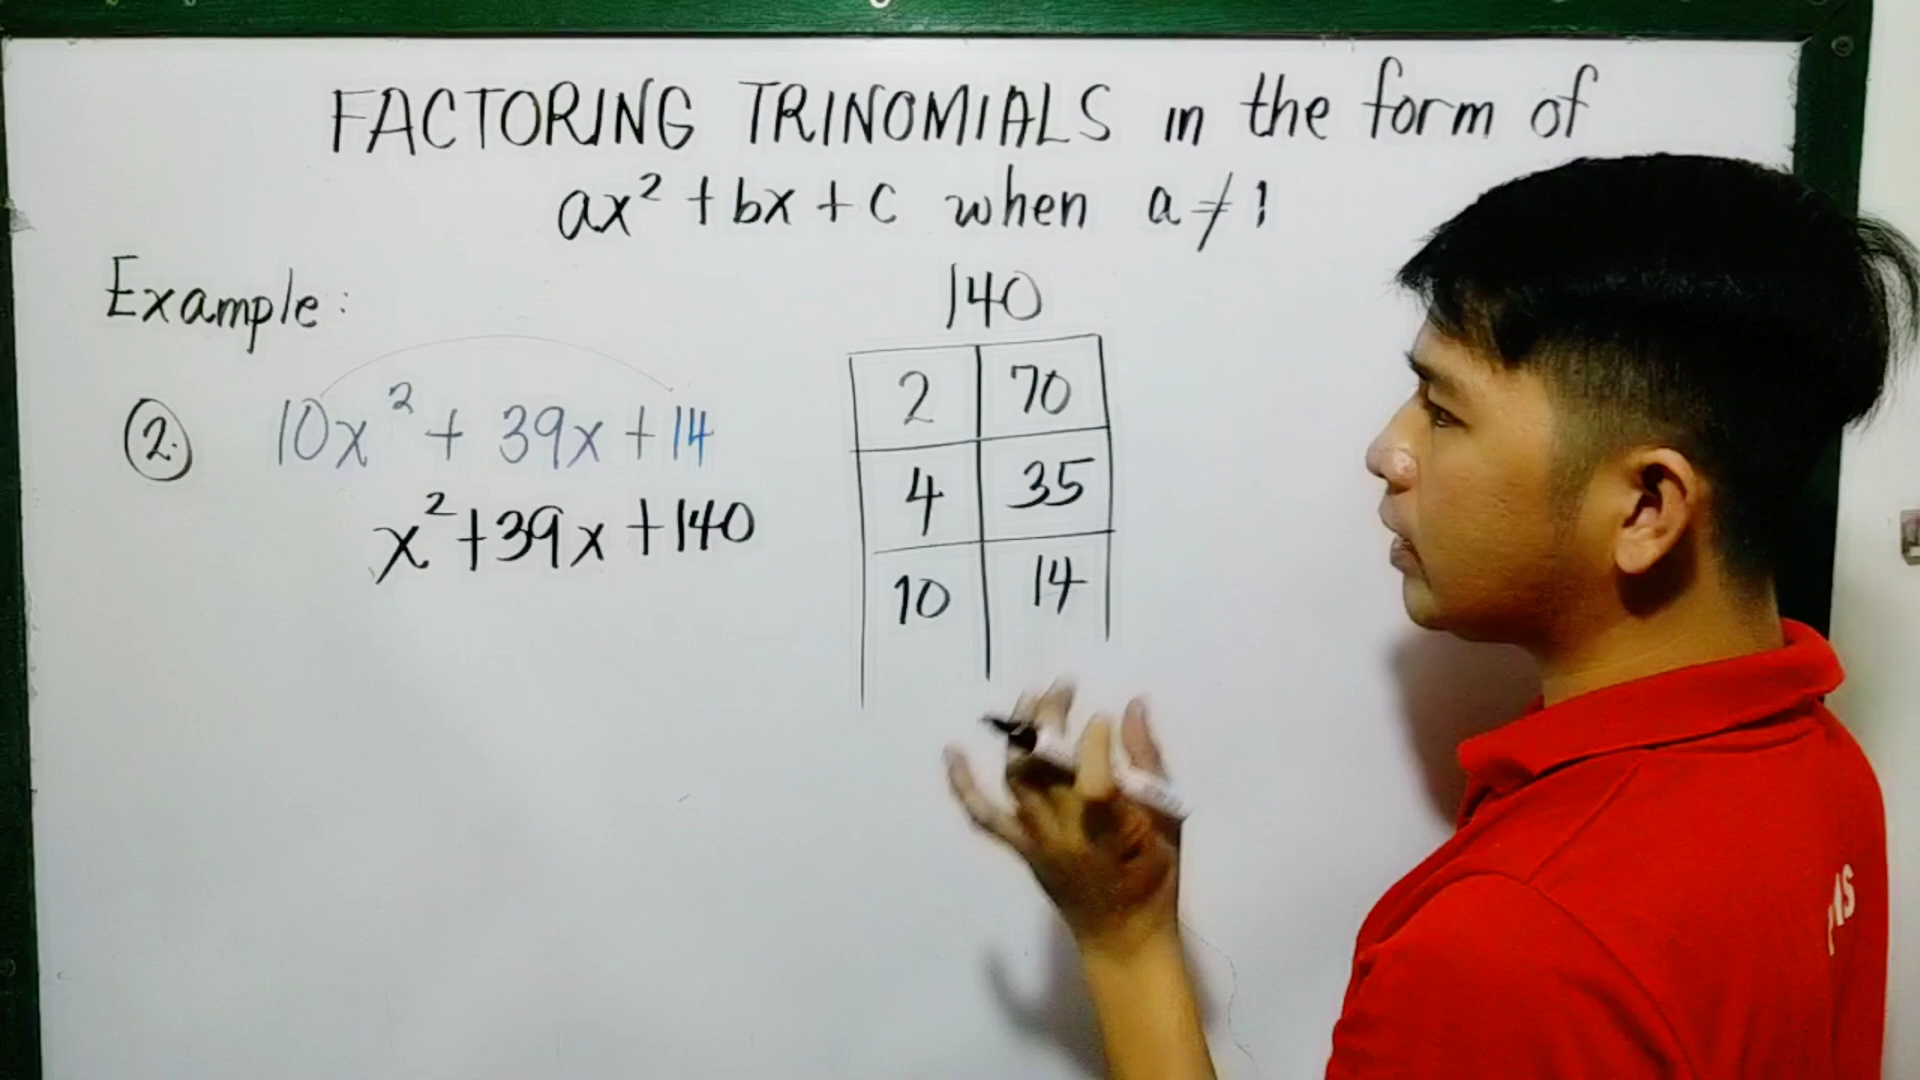 FACTORING TRINOMIALS in the form of
ax² + bx + c when a ≠ 1
Example:
2. 10x² + 39x + 14
x² + 39x + 140
140
2 70
4 35
10 14